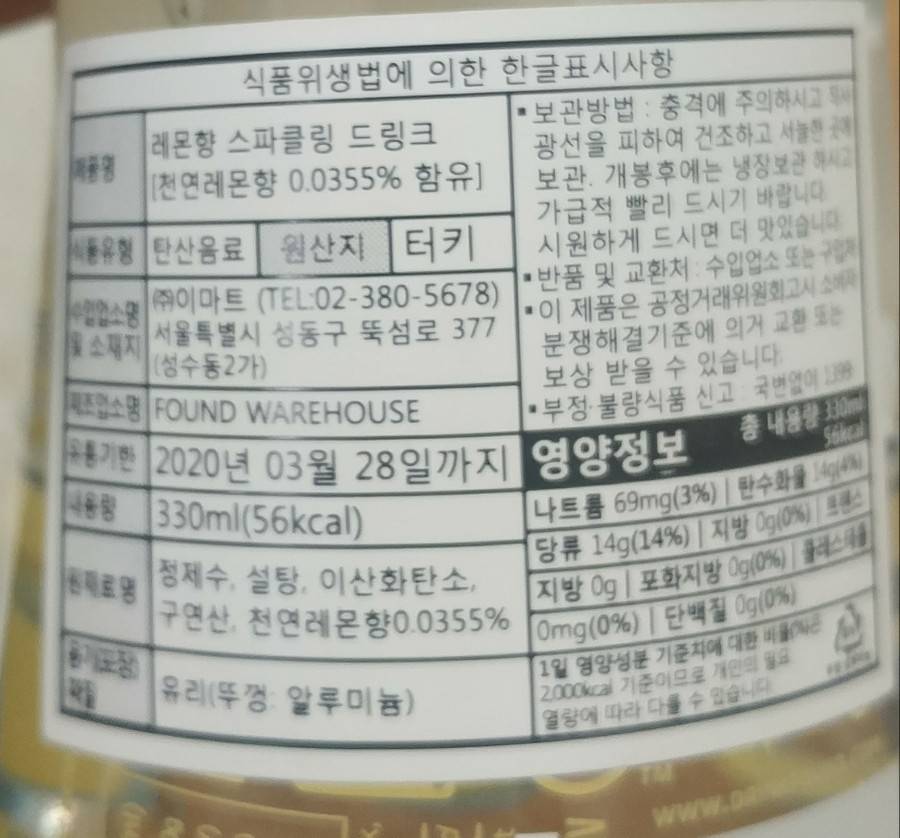 식품위생법에 의한 한글표시사항
제품명
레몬향 스파클링 드링크
[천연레몬향 0.0355% 함유]
식품유형 탄산음료 원산지 터키
수입업소명
및 소재지
㈜이마트 (TEL:02-380-5678)
서울특별시 성동구 뚝섬로 377
(성수동2가)
제조업소명 FOUND WAREHOUSE
유통기한 2020년 03월 28일까지
내용량 330ml(56kcal)
원재료명
정제수, 설탕, 이산화탄소,
구연산, 천연레몬향0.0355%
용기(포장)
재질
유리(뚜껑: 알루미늄)
▪보관방법 : 충격에 주의하시고 직사
광선을 피하여 건조하고 서늘한 곳에
보관. 개봉후에는 냉장보관 하시고
가급적 빨리 드시기 바랍니다.
시원하게 드시면 더 맛있습니다.
▪반품 및 교환처 : 수입업소 또는 구입처
▪이 제품은 공정거래위원회고시 소비자
분쟁해결기준에 의거 교환 또는
보상 받을 수 있습니다.
▪부정·불량식품 신고 : 국번없이 1399
영양정보 총 내용량 330ml
56kcal
나트륨 69mg(3%) | 탄수화물 14g(4%)
당류 14g(14%) | 지방 0g(0%) | 트랜스
지방 0g | 포화지방 0g(0%) | 콜레스테롤
0mg(0%) | 단백질 0g(0%)
1일 영양성분 기준치에 대한 비율(%)은
2,000kcal 기준이므로 개인의 필요
열량에 따라 다를 수 있습니다.
TM